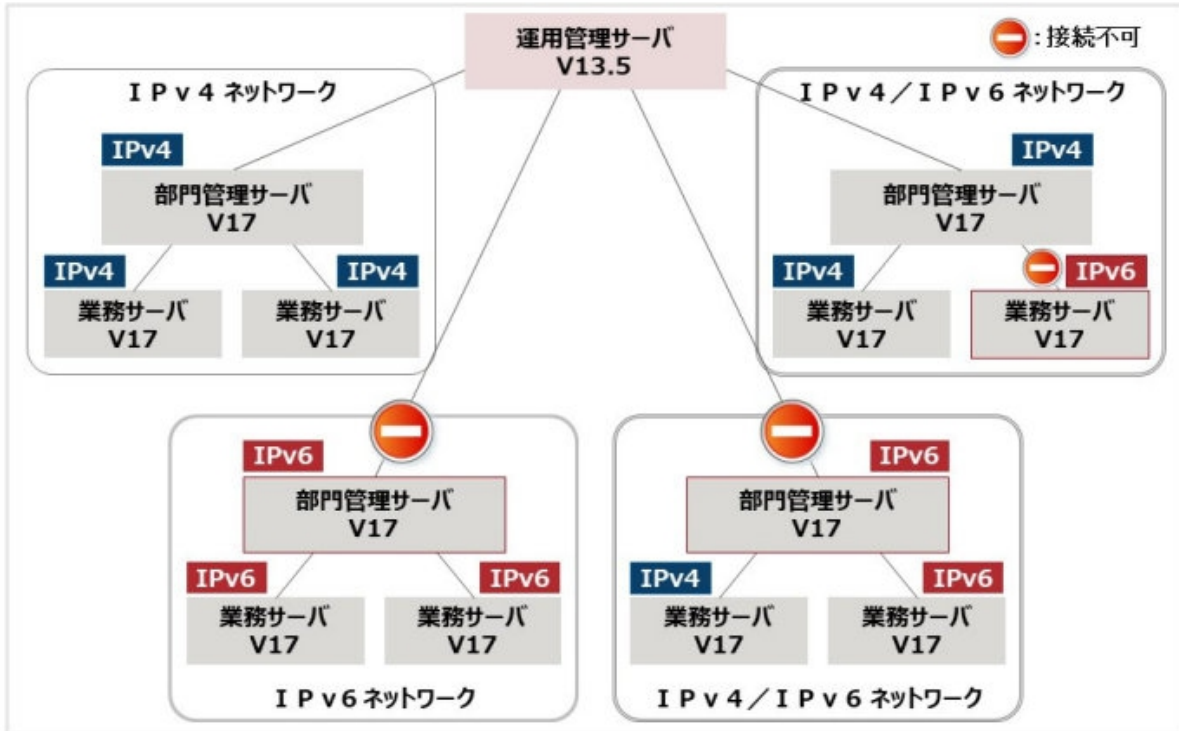 運用管理サーバ
V13.5
:接続不可
IPv4 ネットワーク
IPv4
部門管理サーバ
V17
IPv4
IPv4
業務サーバ
V17
業務サーバ
V17
IPv4/IPv6 ネットワーク
IPv4
部門管理サーバ
V17
IPv4
IPv6
業務サーバ
V17
業務サーバ
V17
IPv6
部門管理サーバ
V17
IPv6
IPv6
業務サーバ
V17
業務サーバ
V17
IPv6 ネットワーク
IPv6
部門管理サーバ
V17
IPv4
IPv6
業務サーバ
V17
業務サーバ
V17
IPv4/IPv6 ネットワーク